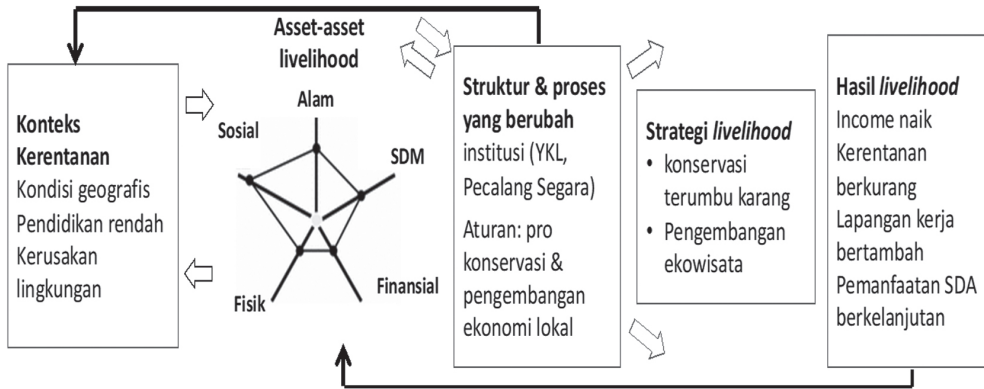 Konteks
Kerentanan
Kondisi geografis
Pendidikan rendah
Kerusakan
lingkungan
Asset-asset
livelihood
Alam
Sosial
SDM
Fisik
Finansial
Struktur & proses
yang berubah
institusi (YKL,
Pecalang Segara)
Aturan: pro
konservasi &
pengembangan
ekonomi lokal
Strategi livelihood
• konservasi
terumbu karang
• Pengembangan
ekowisata
Hasil livelihood
Income naik
Kerentanan
berkurang
Lapangan kerja
bertambah
Pemanfaatan SDA
berkelanjutan